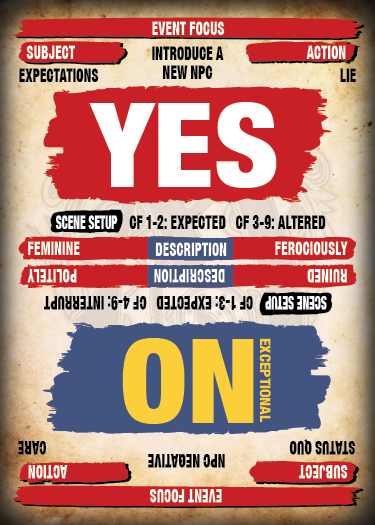 EVENT FOCUS
SUBJECT INTRODUCE A ACTION
EXPECTATIONS NEW NPC LIE
YES
SCENE SETUP CF 1-2: EXPECTED CF 3-9: ALTERED
FEMININE DESCRIPTION FEROCIOUSLY
RUINED DESCRIPTION POLITELY
SCENE SETUP CF 1-3: EXPECTED CF 4-9: INTERRUPT
EXCEPTIONAL
NO
STATUS QUO NPC NEGATIVE CARE
SUBJECT ACTION
EVENT FOCUS